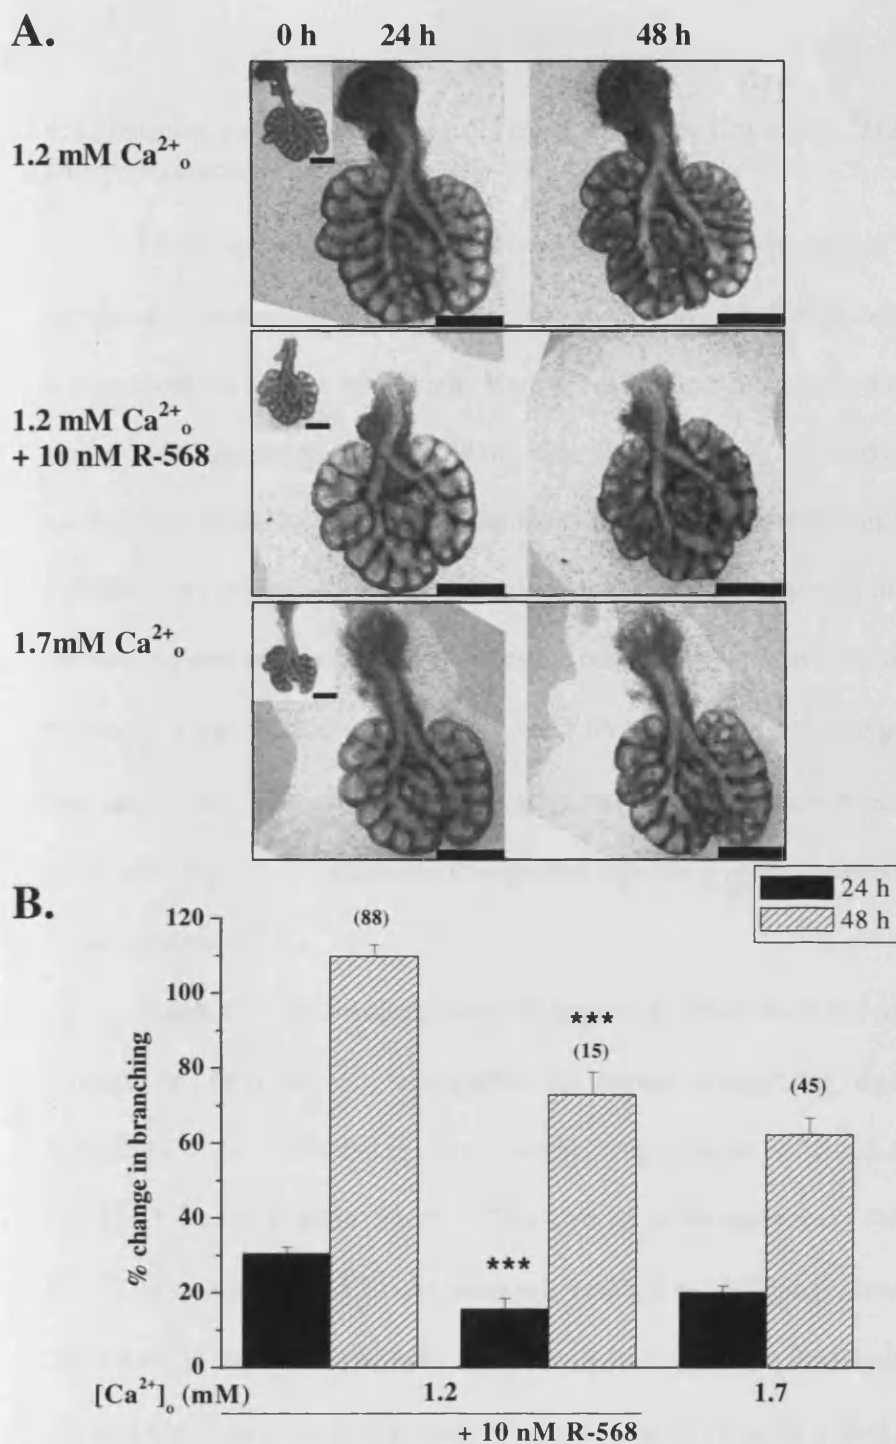 A.
0 h 24 h 48 h
1.2 mM Ca²⁺ₒ
1.2 mM Ca²⁺ₒ
+ 10 nM R-568
1.7mM Ca²⁺ₒ
B.
24 h
48 h
% change in branching
120
100
80
60
40
20
0
(88)
***
***
(15)
(45)
[Ca²⁺]ₒ (mM) 1.2 1.7
+ 10 nM R-568